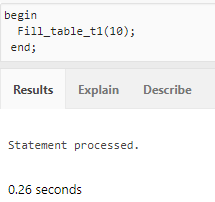 begin
Fill_table_t1(10);
end;
Results Explain Describe
Statement processed.
0.26 seconds